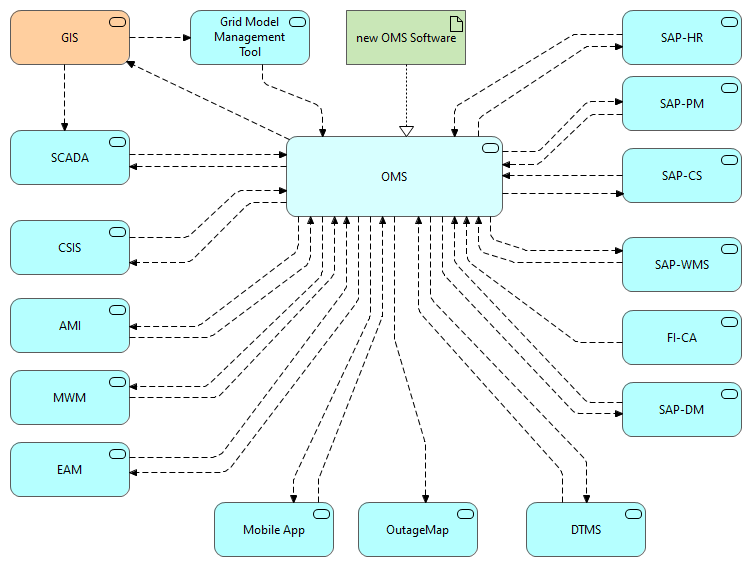 GIS
Grid Model
Management
Tool
new OMS Software
SAP-HR
SAP-PM
SCADA
OMS
SAP-CS
CSIS
SAP-WMS
AMI
FI-CA
MWM
SAP-DM
EAM
Mobile App
OutageMap
DTMS